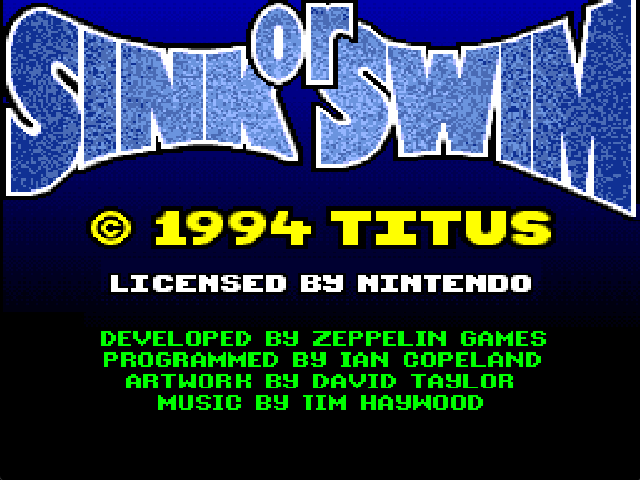 SINK or SWIM
© 1994 TITUS
LICENSED BY NINTENDO
DEVELOPED BY ZEPPELIN GAMES
PROGRAMMED BY IAN COPELAND
ARTWORK BY DAVID TAYLOR
MUSIC BY TIM HAYWOOD